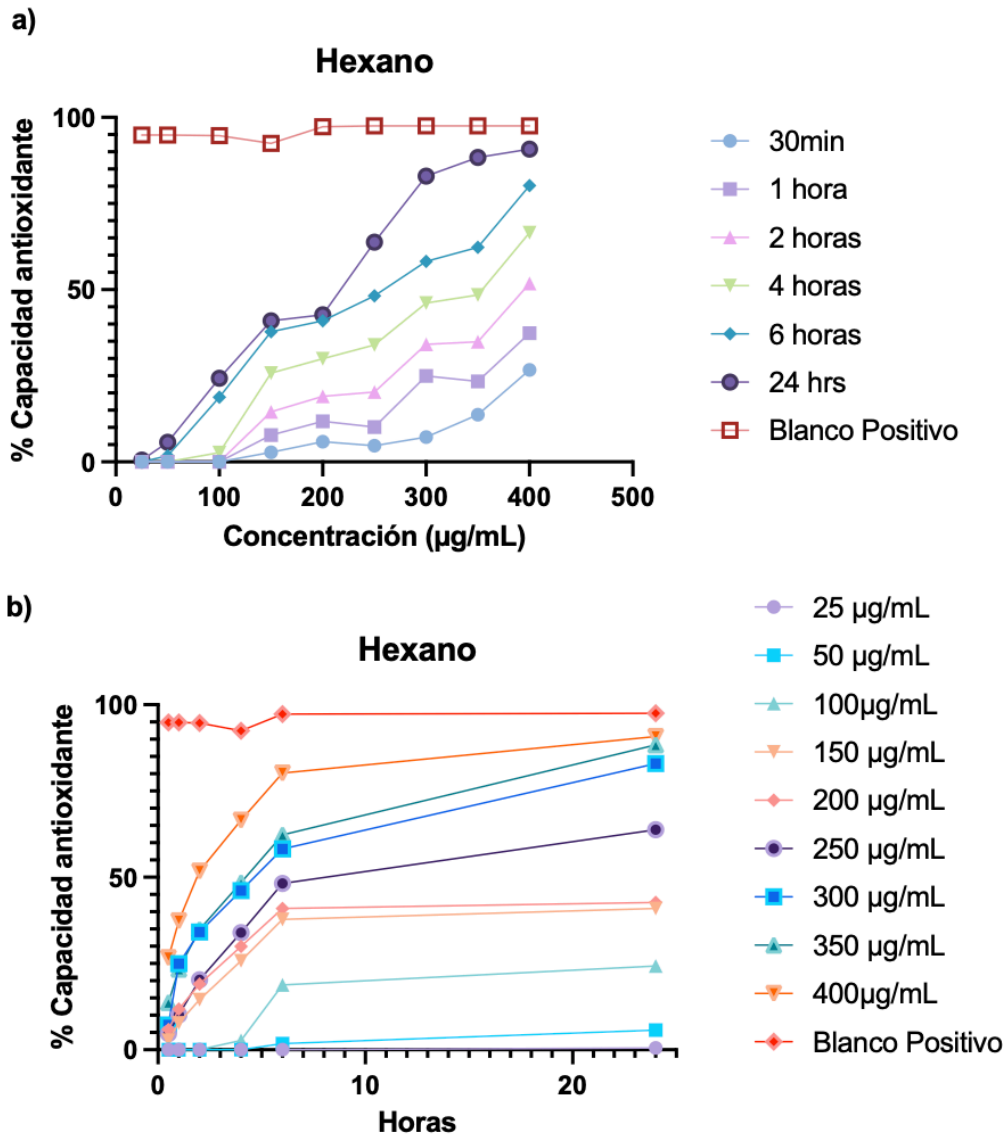 a)
Hexano
% Capacidad antioxidante
100
50
0
0 100 200 300 400 500
Concentración (µg/mL)
30min
1 hora
2 horas
4 horas
6 horas
24 hrs
Blanco Positivo
b)
Hexano
% Capacidad antioxidante
100
50
0
0 10 20
Horas
25 µg/mL
50 µg/mL
100µg/mL
150 µg/mL
200 µg/mL
250 µg/mL
300 µg/mL
350 µg/mL
400µg/mL
Blanco Positivo